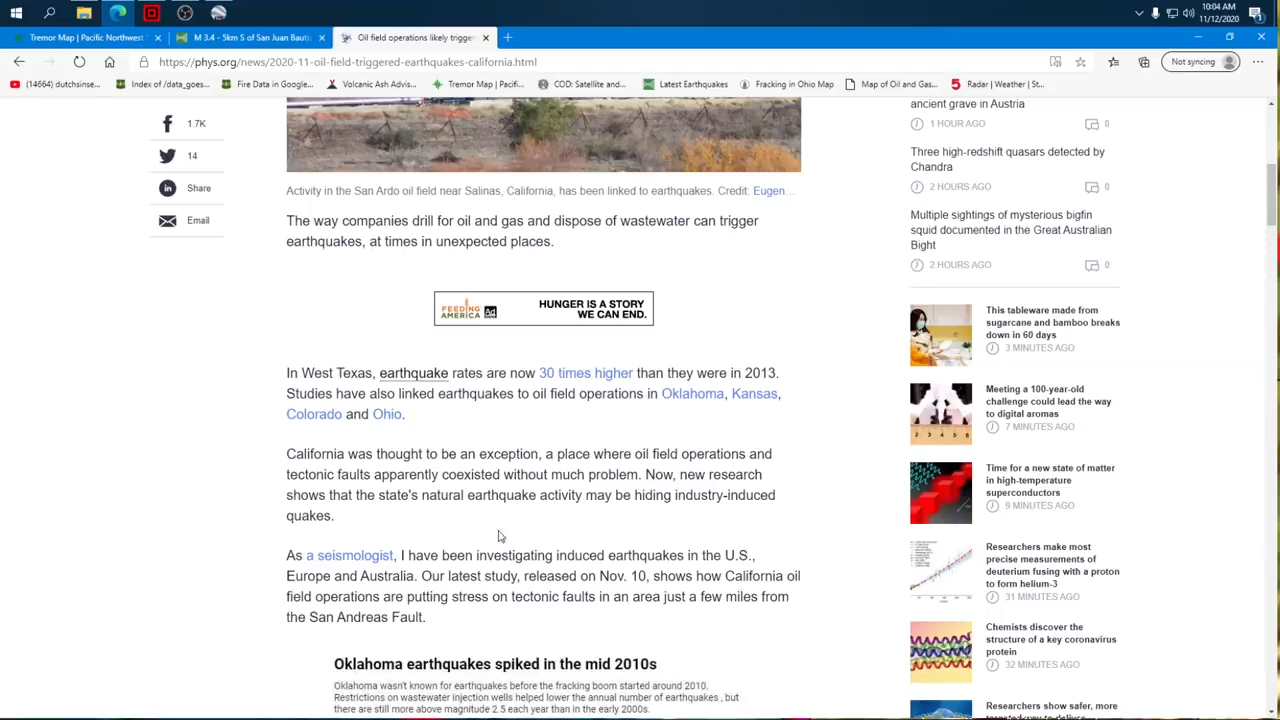 10:04 AM
11/12/2020
Tremor Map | Pacific Northwest
M 3.4 - 5km S of San Juan Bauti
Oil field operations likely trigger
https://phys.org/news/2020-11-oil-field-triggered-earthquakes-california.html
Not syncing
(14664) dutchsinse...
Index of /data_goes...
Fire Data in Google...
Volcanic Ash Advis...
Tremor Map | Pacifi...
COD: Satellite and...
Latest Earthquakes
Fracking in Ohio Map
Map of Oil and Gas...
Radar | Weather | St...
1.7K
14
Share
Email
Activity in the San Ardo oil field near Salinas, California, has been linked to earthquakes. Credit: Eugen...
The way companies drill for oil and gas and dispose of wastewater can trigger
earthquakes, at times in unexpected places.
FEEDING
AMERICA
Ad
HUNGER IS A STORY
WE CAN END.
In West Texas, earthquake rates are now 30 times higher than they were in 2013.
Studies have also linked earthquakes to oil field operations in Oklahoma, Kansas,
Colorado and Ohio.
California was thought to be an exception, a place where oil field operations and
tectonic faults apparently coexisted without much problem. Now, new research
shows that the state's natural earthquake activity may be hiding industry-induced
quakes.
As a seismologist, I have been investigating induced earthquakes in the U.S.,
Europe and Australia. Our latest study, released on Nov. 10, shows how California oil
field operations are putting stress on tectonic faults in an area just a few miles from
the San Andreas Fault.
Oklahoma earthquakes spiked in the mid 2010s
Oklahoma wasn't known for earthquakes before the fracking boom started around 2010.
Restrictions on wastewater injection wells helped lower the annual number of earthquakes , but
there are still more above magnitude 2.5 each year than in the early 2000s.
ancient grave in Austria
1 HOUR AGO
0
Three high-redshift quasars detected by
Chandra
2 HOURS AGO
0
Multiple sightings of mysterious bigfin
squid documented in the Great Australian
Bight
2 HOURS AGO
0
This tableware made from
sugarcane and bamboo breaks
down in 60 days
3 MINUTES AGO
Meeting a 100-year-old
challenge could lead the way
to digital aromas
7 MINUTES AGO
Time for a new state of matter
in high-temperature
superconductors
9 MINUTES AGO
Researchers make most
precise measurements of
deuterium fusing with a proton
to form helium-3
31 MINUTES AGO
Chemists discover the
structure of a key coronavirus
protein
32 MINUTES AGO
Researchers show safer, more